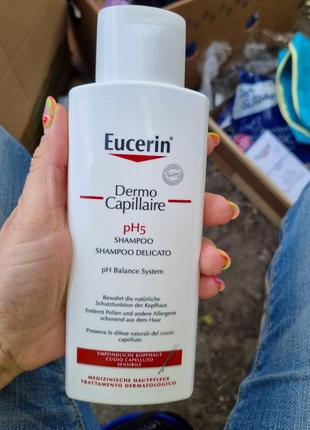 Eucerin®
Dermo
Capillaire
pH5
SHAMPOO
SHAMPOO DELICATO
pH Balance System
Bewahrt die natürliche
Schutzfunktion der Kopfhaut
Entfernt Pollen und andere Allergene
schonend aus dem Haar
Preserva le difese naturali del cuoio
capelluto
EMPFINDLICHE KOPFHAUT
CUOIO CAPELLUTO
SENSIBILE
MEDIZINISCHE HAUTPFLEGE
TRATTAMENTO DERMATOLOGICO